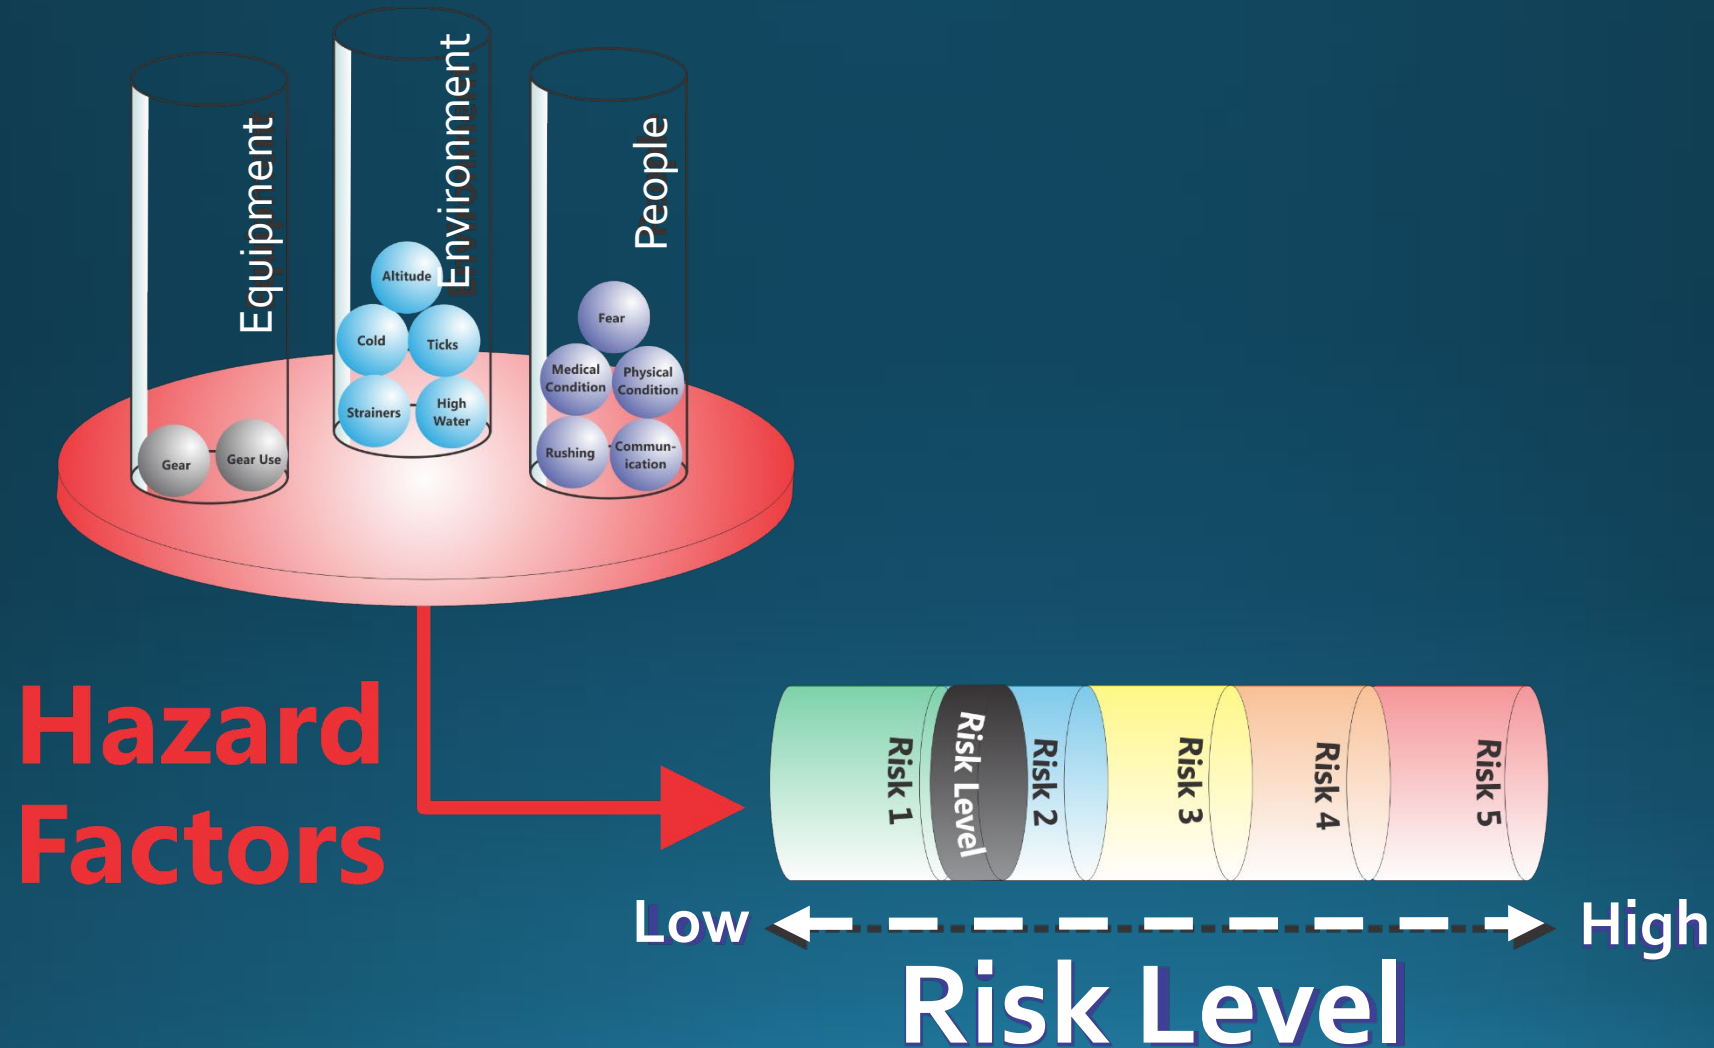 Equipment
Environment
People
Gear
Gear Use
Altitude
Cold
Ticks
Strainers
High
Water
Fear
Medical
Condition
Physical
Condition
Rushing
Commun-
ication
Hazard
Factors
Risk 1
Risk Level
Risk 2
Risk 3
Risk 4
Risk 5
Low
High
Risk Level